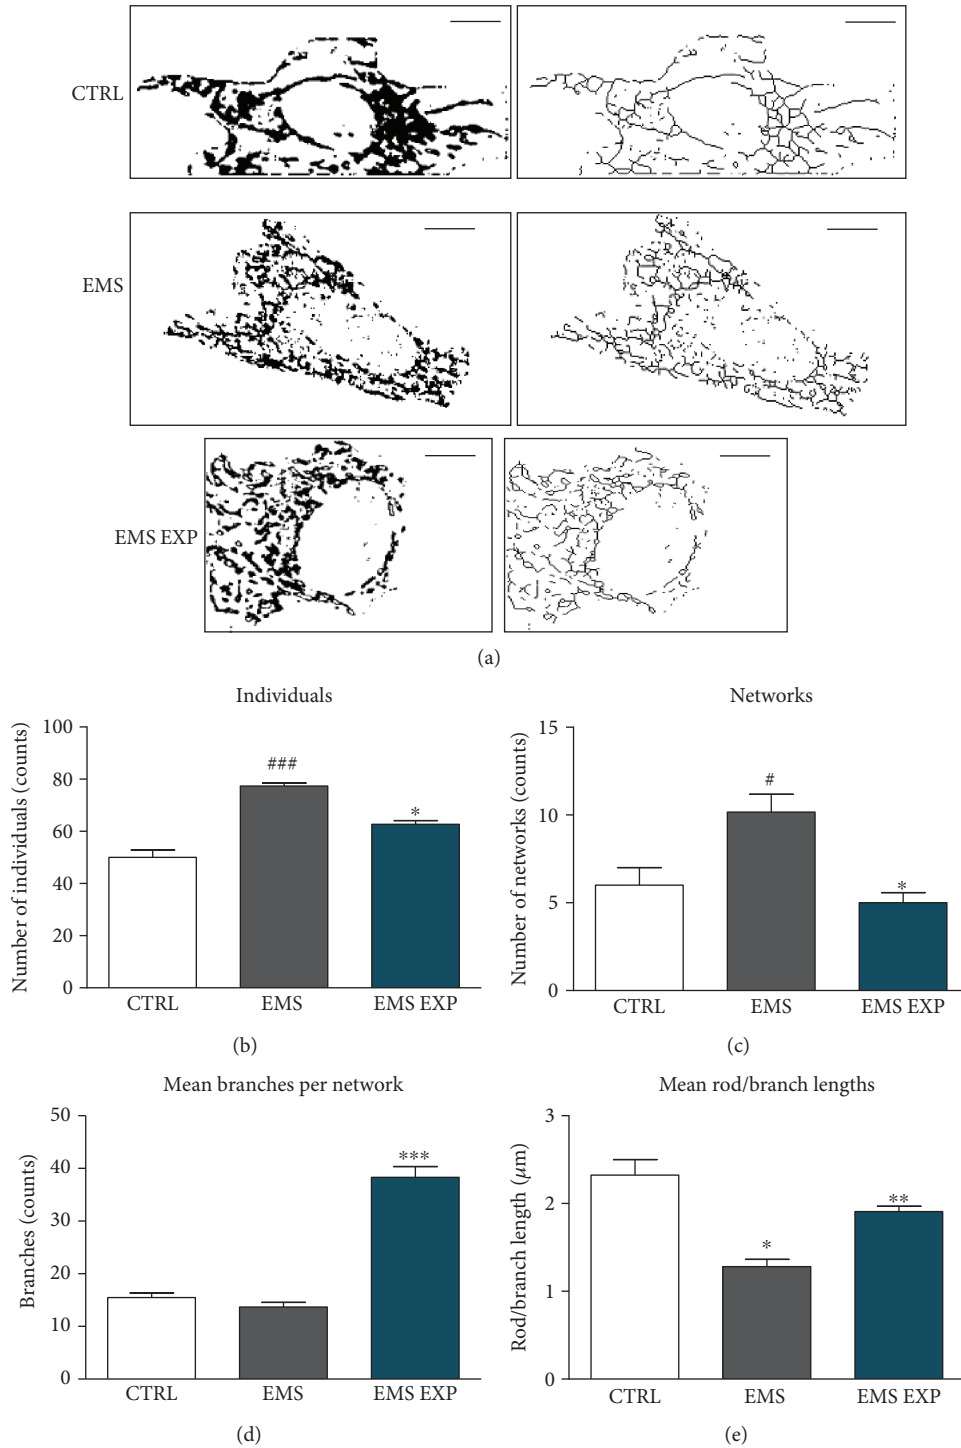 CTRL
EMS
EMS EXP
(a)
Individuals
Number of individuals (counts)
100
80
60
40
20
0
###
*
CTRL EMS EMS EXP
(b)
Networks
Number of networks (counts)
15
10
5
0
#
*
CTRL EMS EMS EXP
(c)
Mean branches per network
Branches (counts)
50
40
30
20
10
0
***
CTRL EMS EMS EXP
(d)
Mean rod/branch lengths
Rod/branch length (μm)
3
2
1
0
*
**
CTRL EMS EMS EXP
(e)